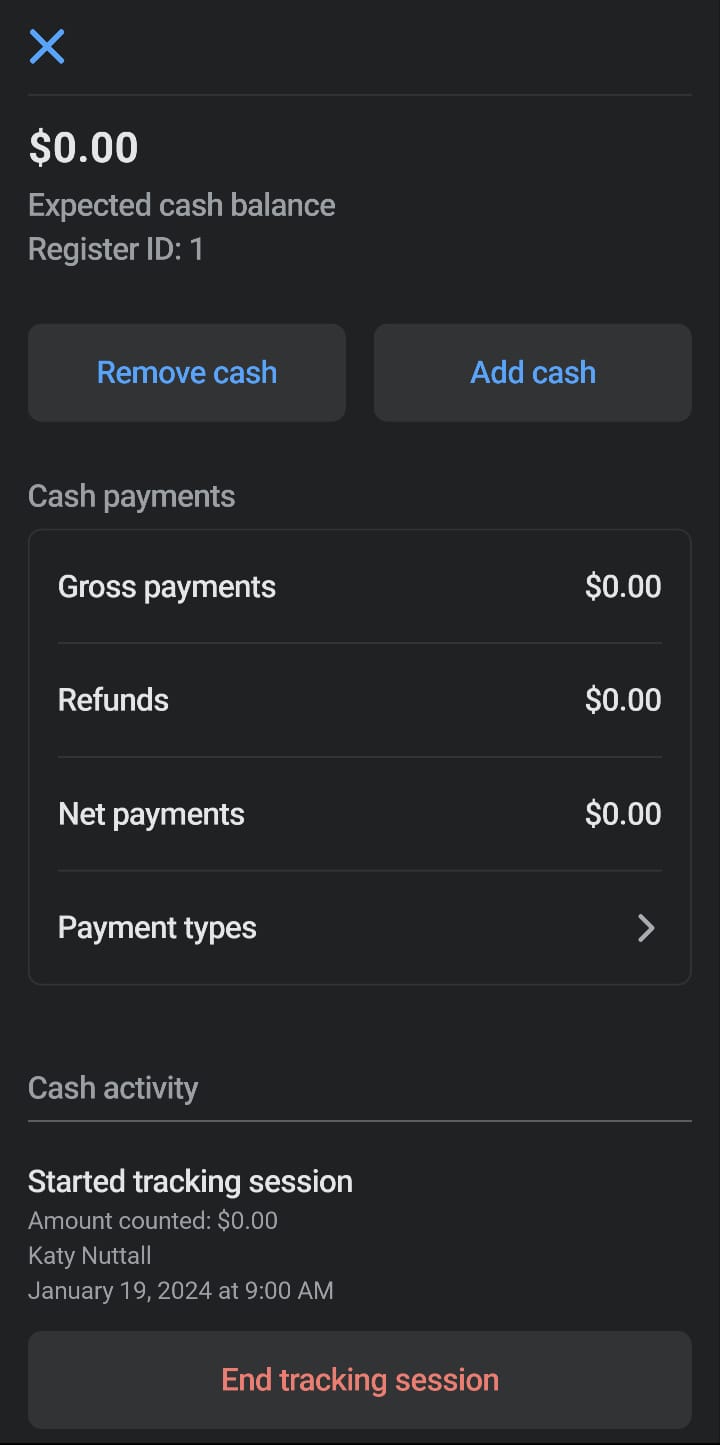 $0.00
Expected cash balance
Register ID: 1
Remove cash
Add cash
Cash payments
Gross payments $0.00
Refunds $0.00
Net payments $0.00
Payment types
Cash activity
Started tracking session
Amount counted: $0.00
Katy Nuttall
January 19, 2024 at 9:00 AM
End tracking session